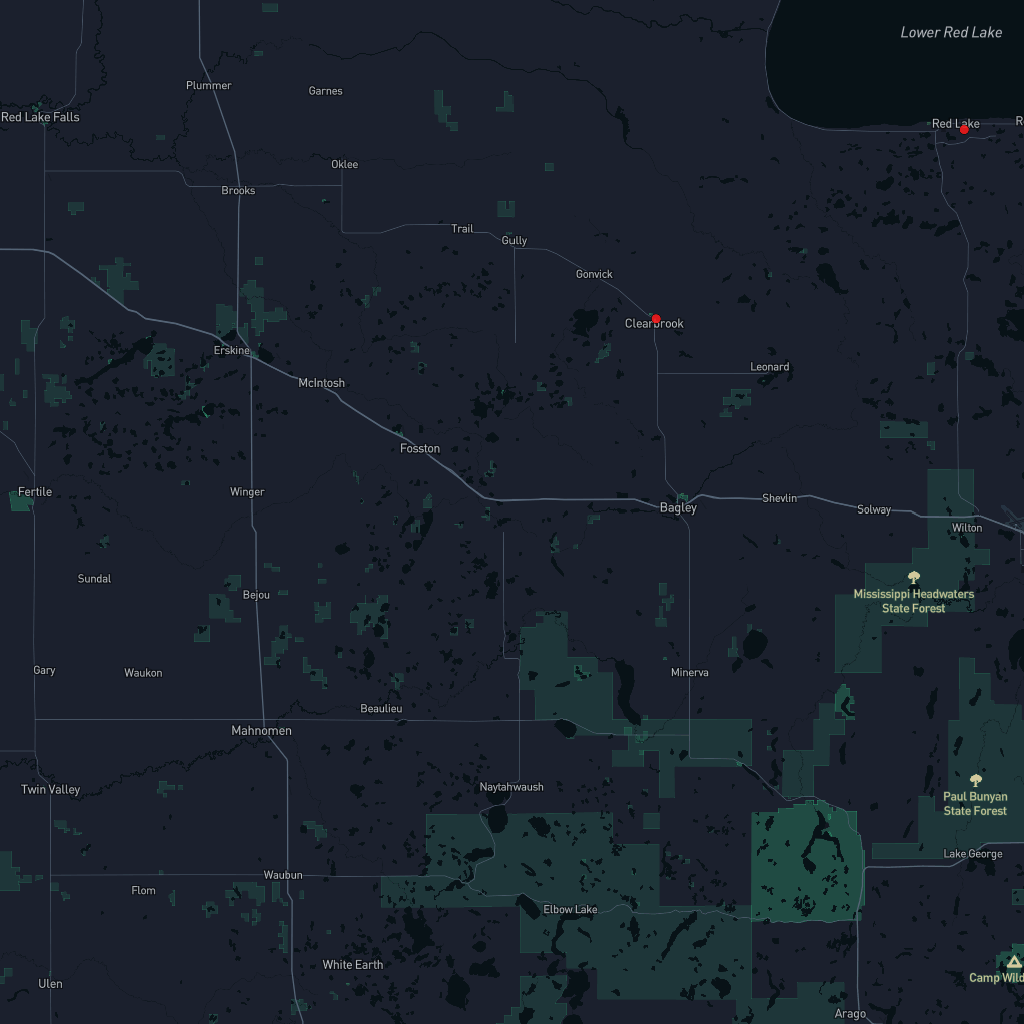 Lower Red Lake
Plummer
Garnes
Red Lake Falls
Red Lake
Oklee
Brooks
Trail
Gully
Gonvick
Clearbrook
Erskine
Leonard
McIntosh
Fosston
Fertile
Winger
Bagley
Shevlin
Solway
Wilton
Sundal
Bejou
Mississippi Headwaters
State Forest
Gary
Waukon
Minerva
Beaulieu
Mahnomen
Twin Valley
Naytahwaush
Paul Bunyan
State Forest
Lake George
Waubun
Flom
Elbow Lake
White Earth
Camp Wild
Ulen
Arago